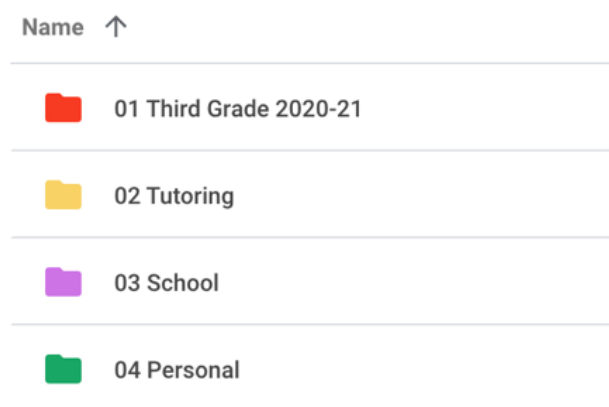 Name
01 Third Grade 2020-21
02 Tutoring
03 School
04 Personal